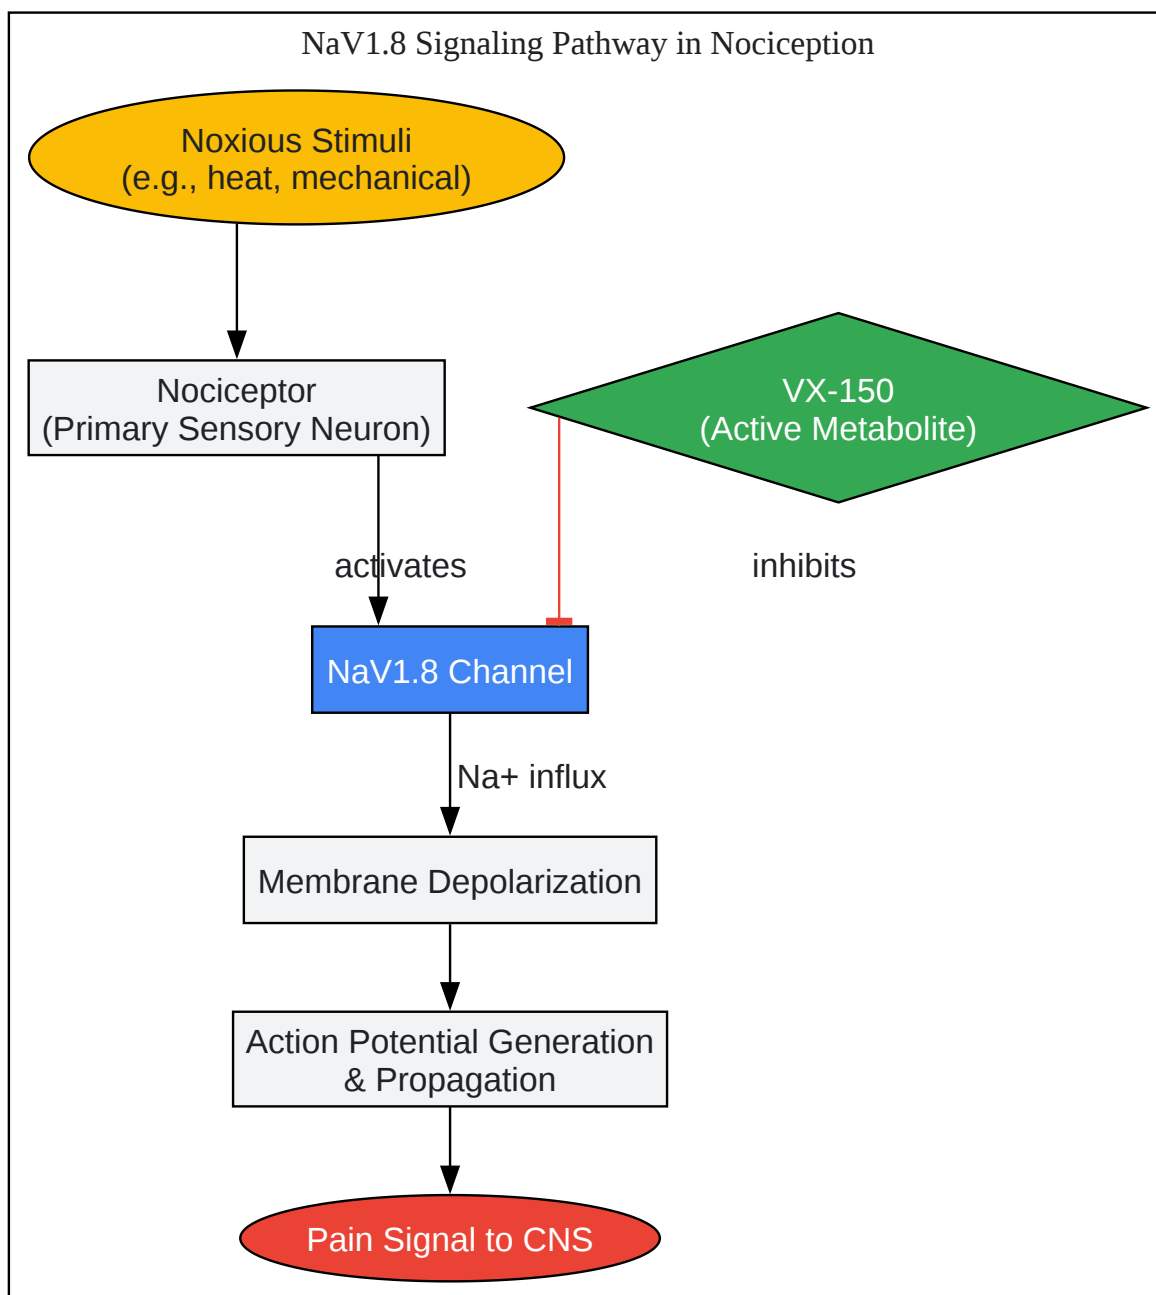 NaV1.8 Signaling Pathway in Nociception
Noxious Stimuli
(e.g., heat, mechanical)
Nociceptor
(Primary Sensory Neuron)
VX-150
(Active Metabolite)
activates
inhibits
NaV1.8 Channel
Na+ influx
Membrane Depolarization
Action Potential Generation
& Propagation
Pain Signal to CNS